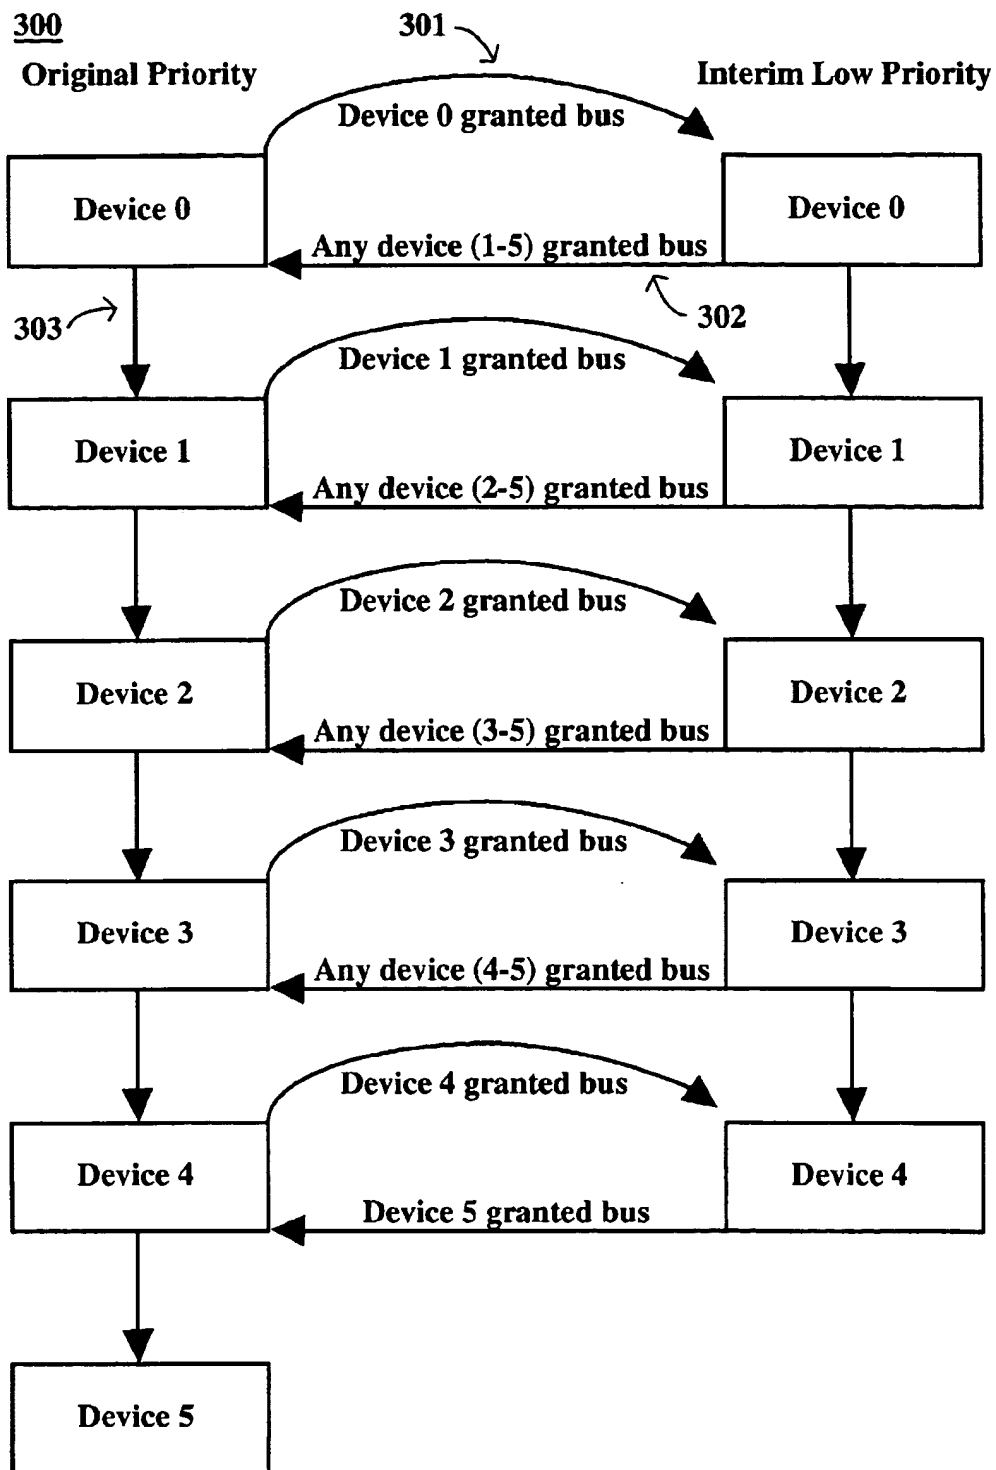 300
301
Original Priority
Interim Low Priority
Device 0 granted bus
Device 0
Device 0
Any device (1-5) granted bus
303
302
Device 1 granted bus
Device 1
Device 1
Any device (2-5) granted bus
Device 2 granted bus
Device 2
Device 2
Any device (3-5) granted bus
Device 3 granted bus
Device 3
Device 3
Any device (4-5) granted bus
Device 4 granted bus
Device 4
Device 4
Device 5 granted bus
Device 5